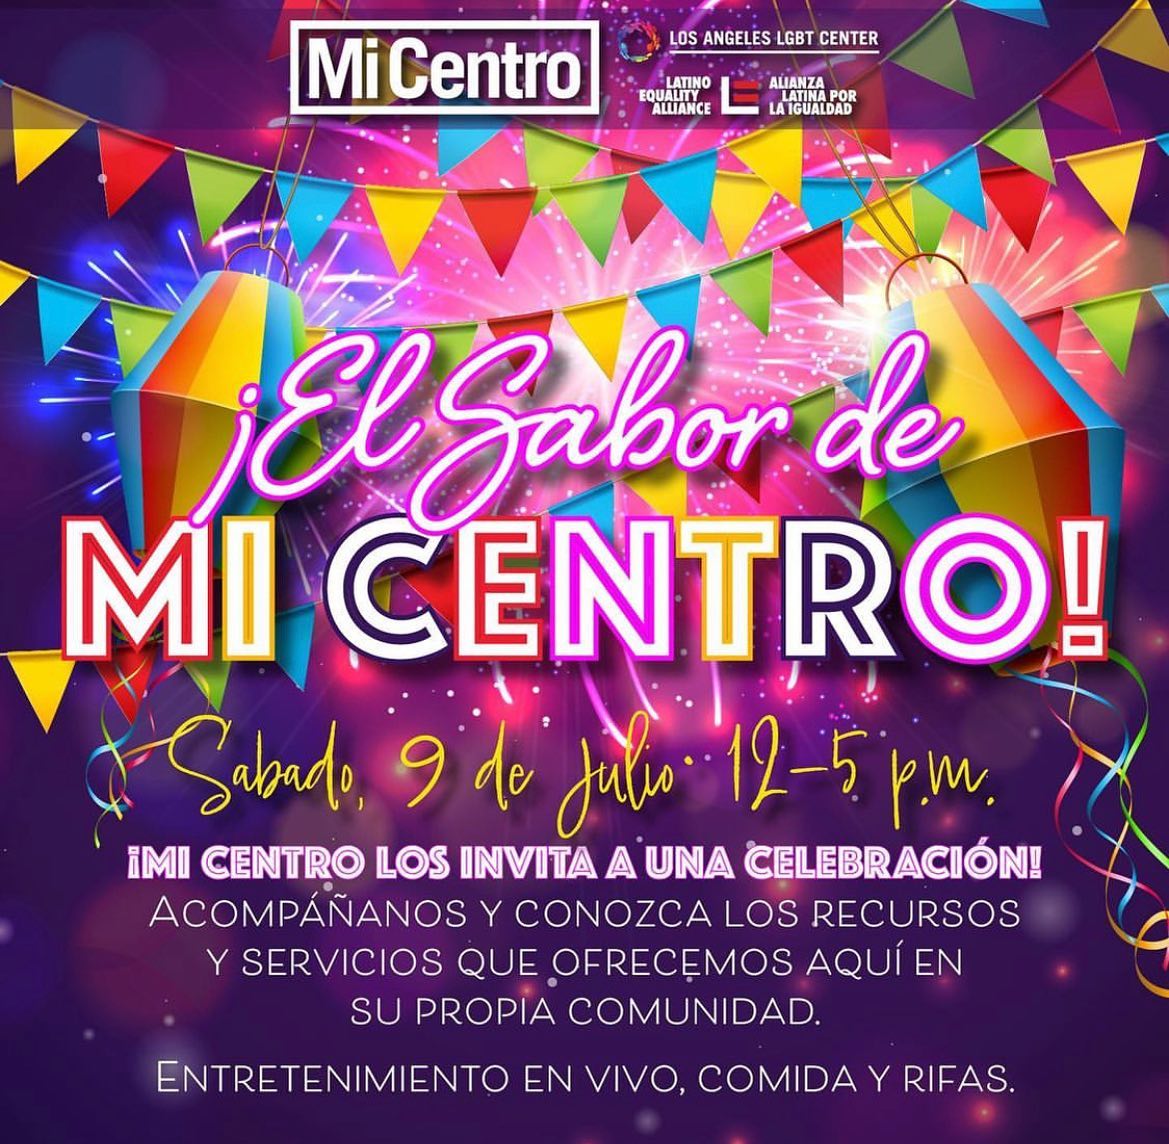 Mi Centro
LOS ANGELES LGBT CENTER
LATINO EQUALITY ALLIANCE
ALIANZA LATINA POR LA IGUALDAD
¡El Sabor de
MI CENTRO!
Sabado, 9 de Julio • 12-5 p.m.
¡MI CENTRO LOS INVITA A UNA CELEBRACIÓN!
ACOMPÁÑANOS Y CONOZCA LOS RECURSOS
Y SERVICIOS QUE OFRECEMOS AQUÍ EN
SU PROPIA COMUNIDAD.
ENTRETENIMIENTO EN VIVO, COMIDA Y RIFAS.